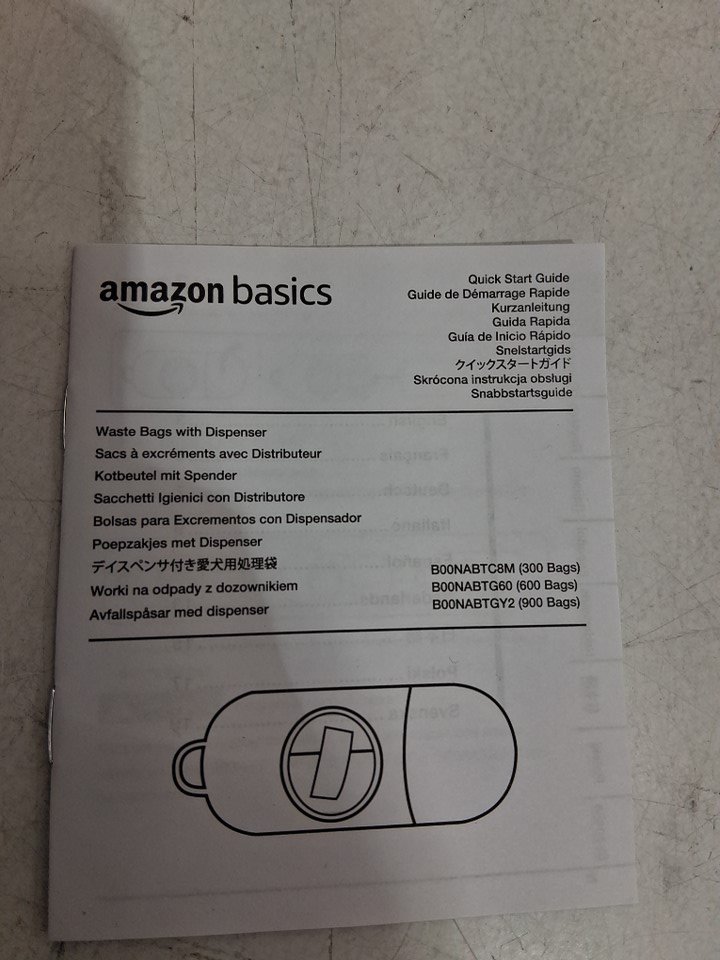 amazon basics
Quick Start Guide
Guide de Démarrage Rapide
Kurzanleitung
Guida Rapida
Guía de Inicio Rápido
Snelstartgids
クイックスタートガイド
Skrócona instrukcja obsługi
Snabbstartsguide
Waste Bags with Dispenser
Sacs à excréments avec Distributeur
Kotbeutel mit Spender
Sacchetti Igienici con Distributore
Bolsas para Excrementos con Dispensador
Poepzakjes met Dispenser
デイスペンサ付き愛犬用処理袋
Worki na odpady z dozownikiem
Avfallspåsar med dispenser
B00NABTC8M (300 Bags)
B00NABTG60 (600 Bags)
B00NABTGY2 (900 Bags)